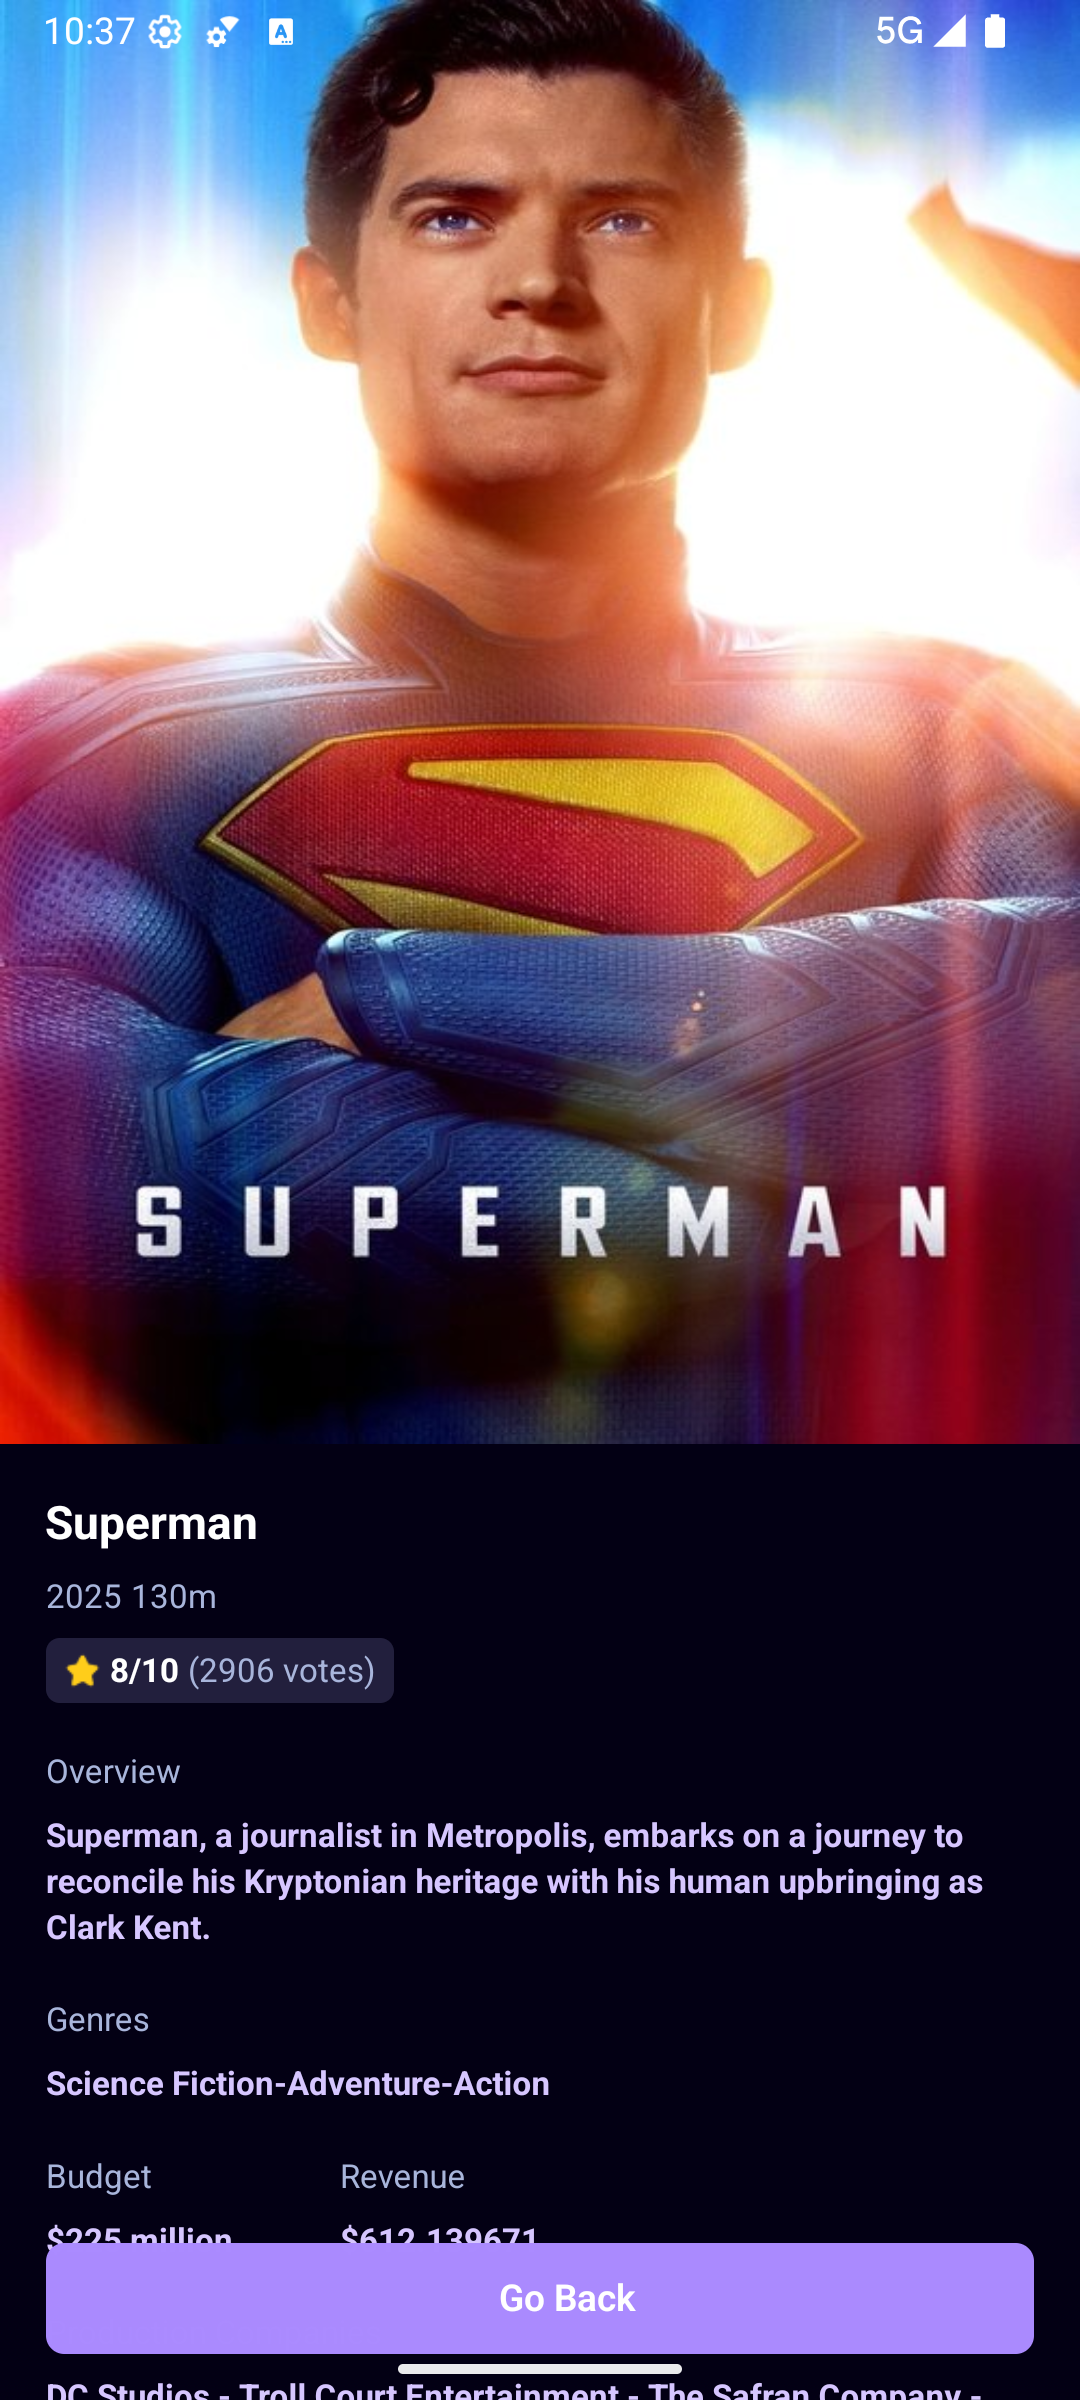 10:37
5G
SUPERMAN
Superman
2025 130m
8/10 (2906 votes)
Overview
Superman, a journalist in Metropolis, embarks on a journey to
reconcile his Kryptonian heritage with his human upbringing as
Clark Kent.
Genres
Science Fiction-Adventure-Action
Budget Revenue
$225 million $612.139671
Go Back
DC Studios - Troll Court Entertainment - The Safran Company -